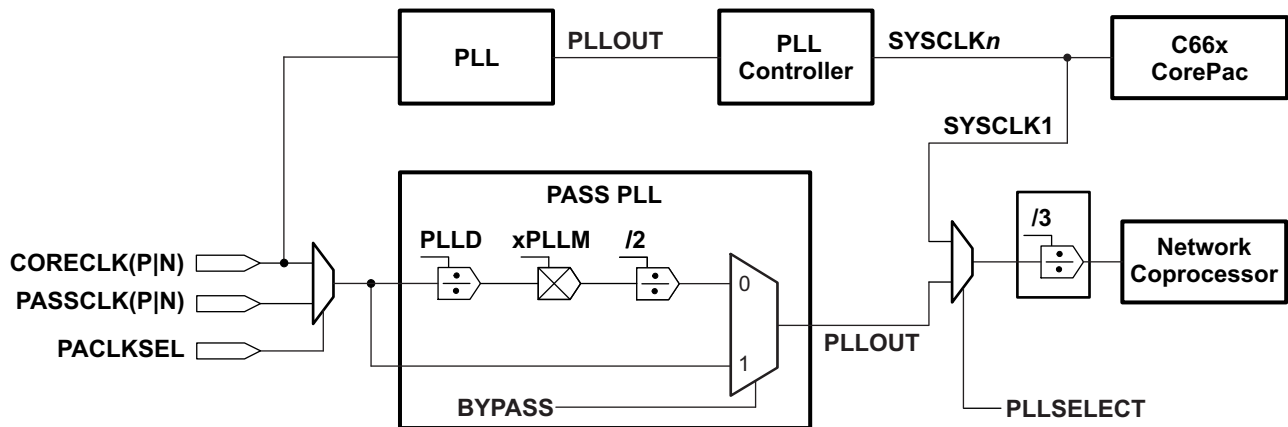 PLL
PLLOUT
PLL
Controller
SYSCLKn
C66x
CorePac
SYSCLK1
PASS PLL
PLLD
xPLLM
/2
/3
CORECLK(P|N)
PASSCLK(P|N)
PACLKSEL
0
1
BYPASS
PLLOUT
Network
Coprocessor
PLLSELECT